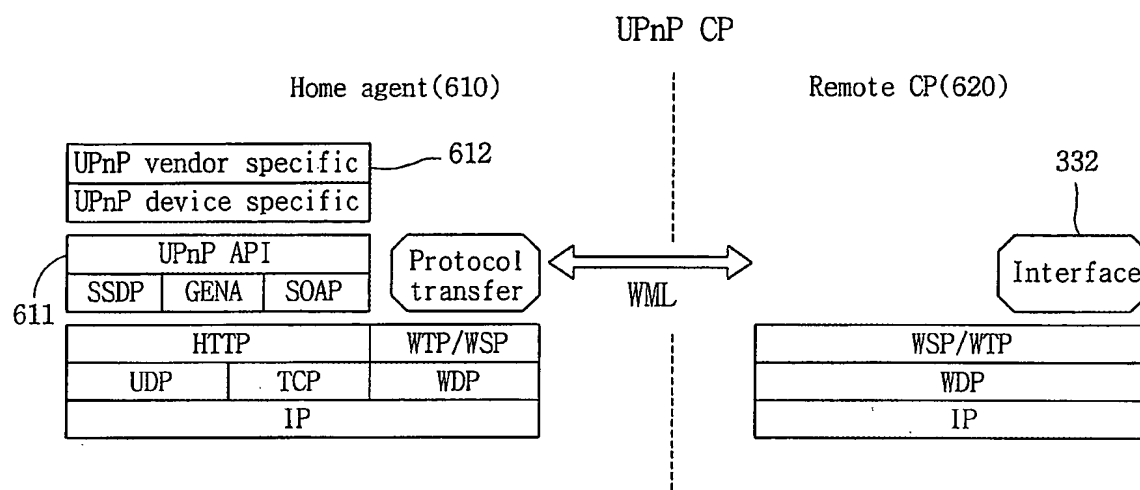 UPnP CP
Home agent(610)
Remote CP(620)
UPnP vendor specific
612
UPnP device specific
332
UPnP API
SSDP GENA SOAP
611
Protocol
transfer
WML
Interface
HTTP WTP/WSP
UDP TCP WDP
IP
WSP/WTP
WDP
IP